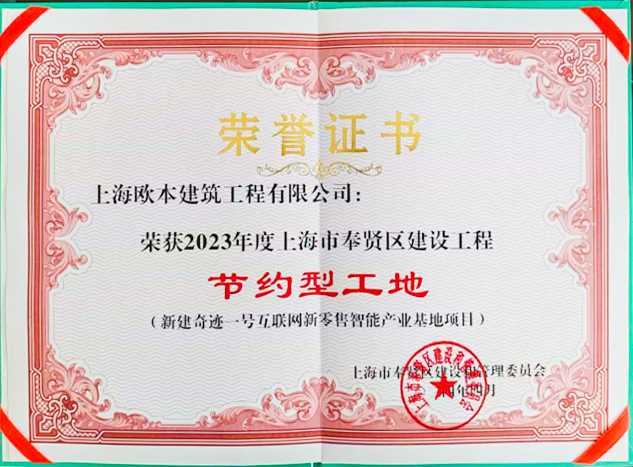 荣誉证书
上海欧本建筑工程有限公司：
荣获2023年度上海市奉贤区建设工程
节约型工地
（新建奇迹一号互联网新零售智能产业基地项目）
上海市奉贤区建设和管理委员会
年四月